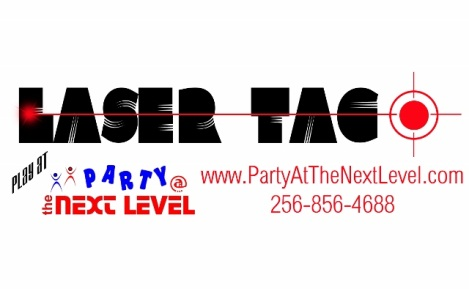 LASER TAG
PLAY AT
PARTY@ www.PartyAtTheNextLevel.com
the NEXT LEVEL 256-856-4688